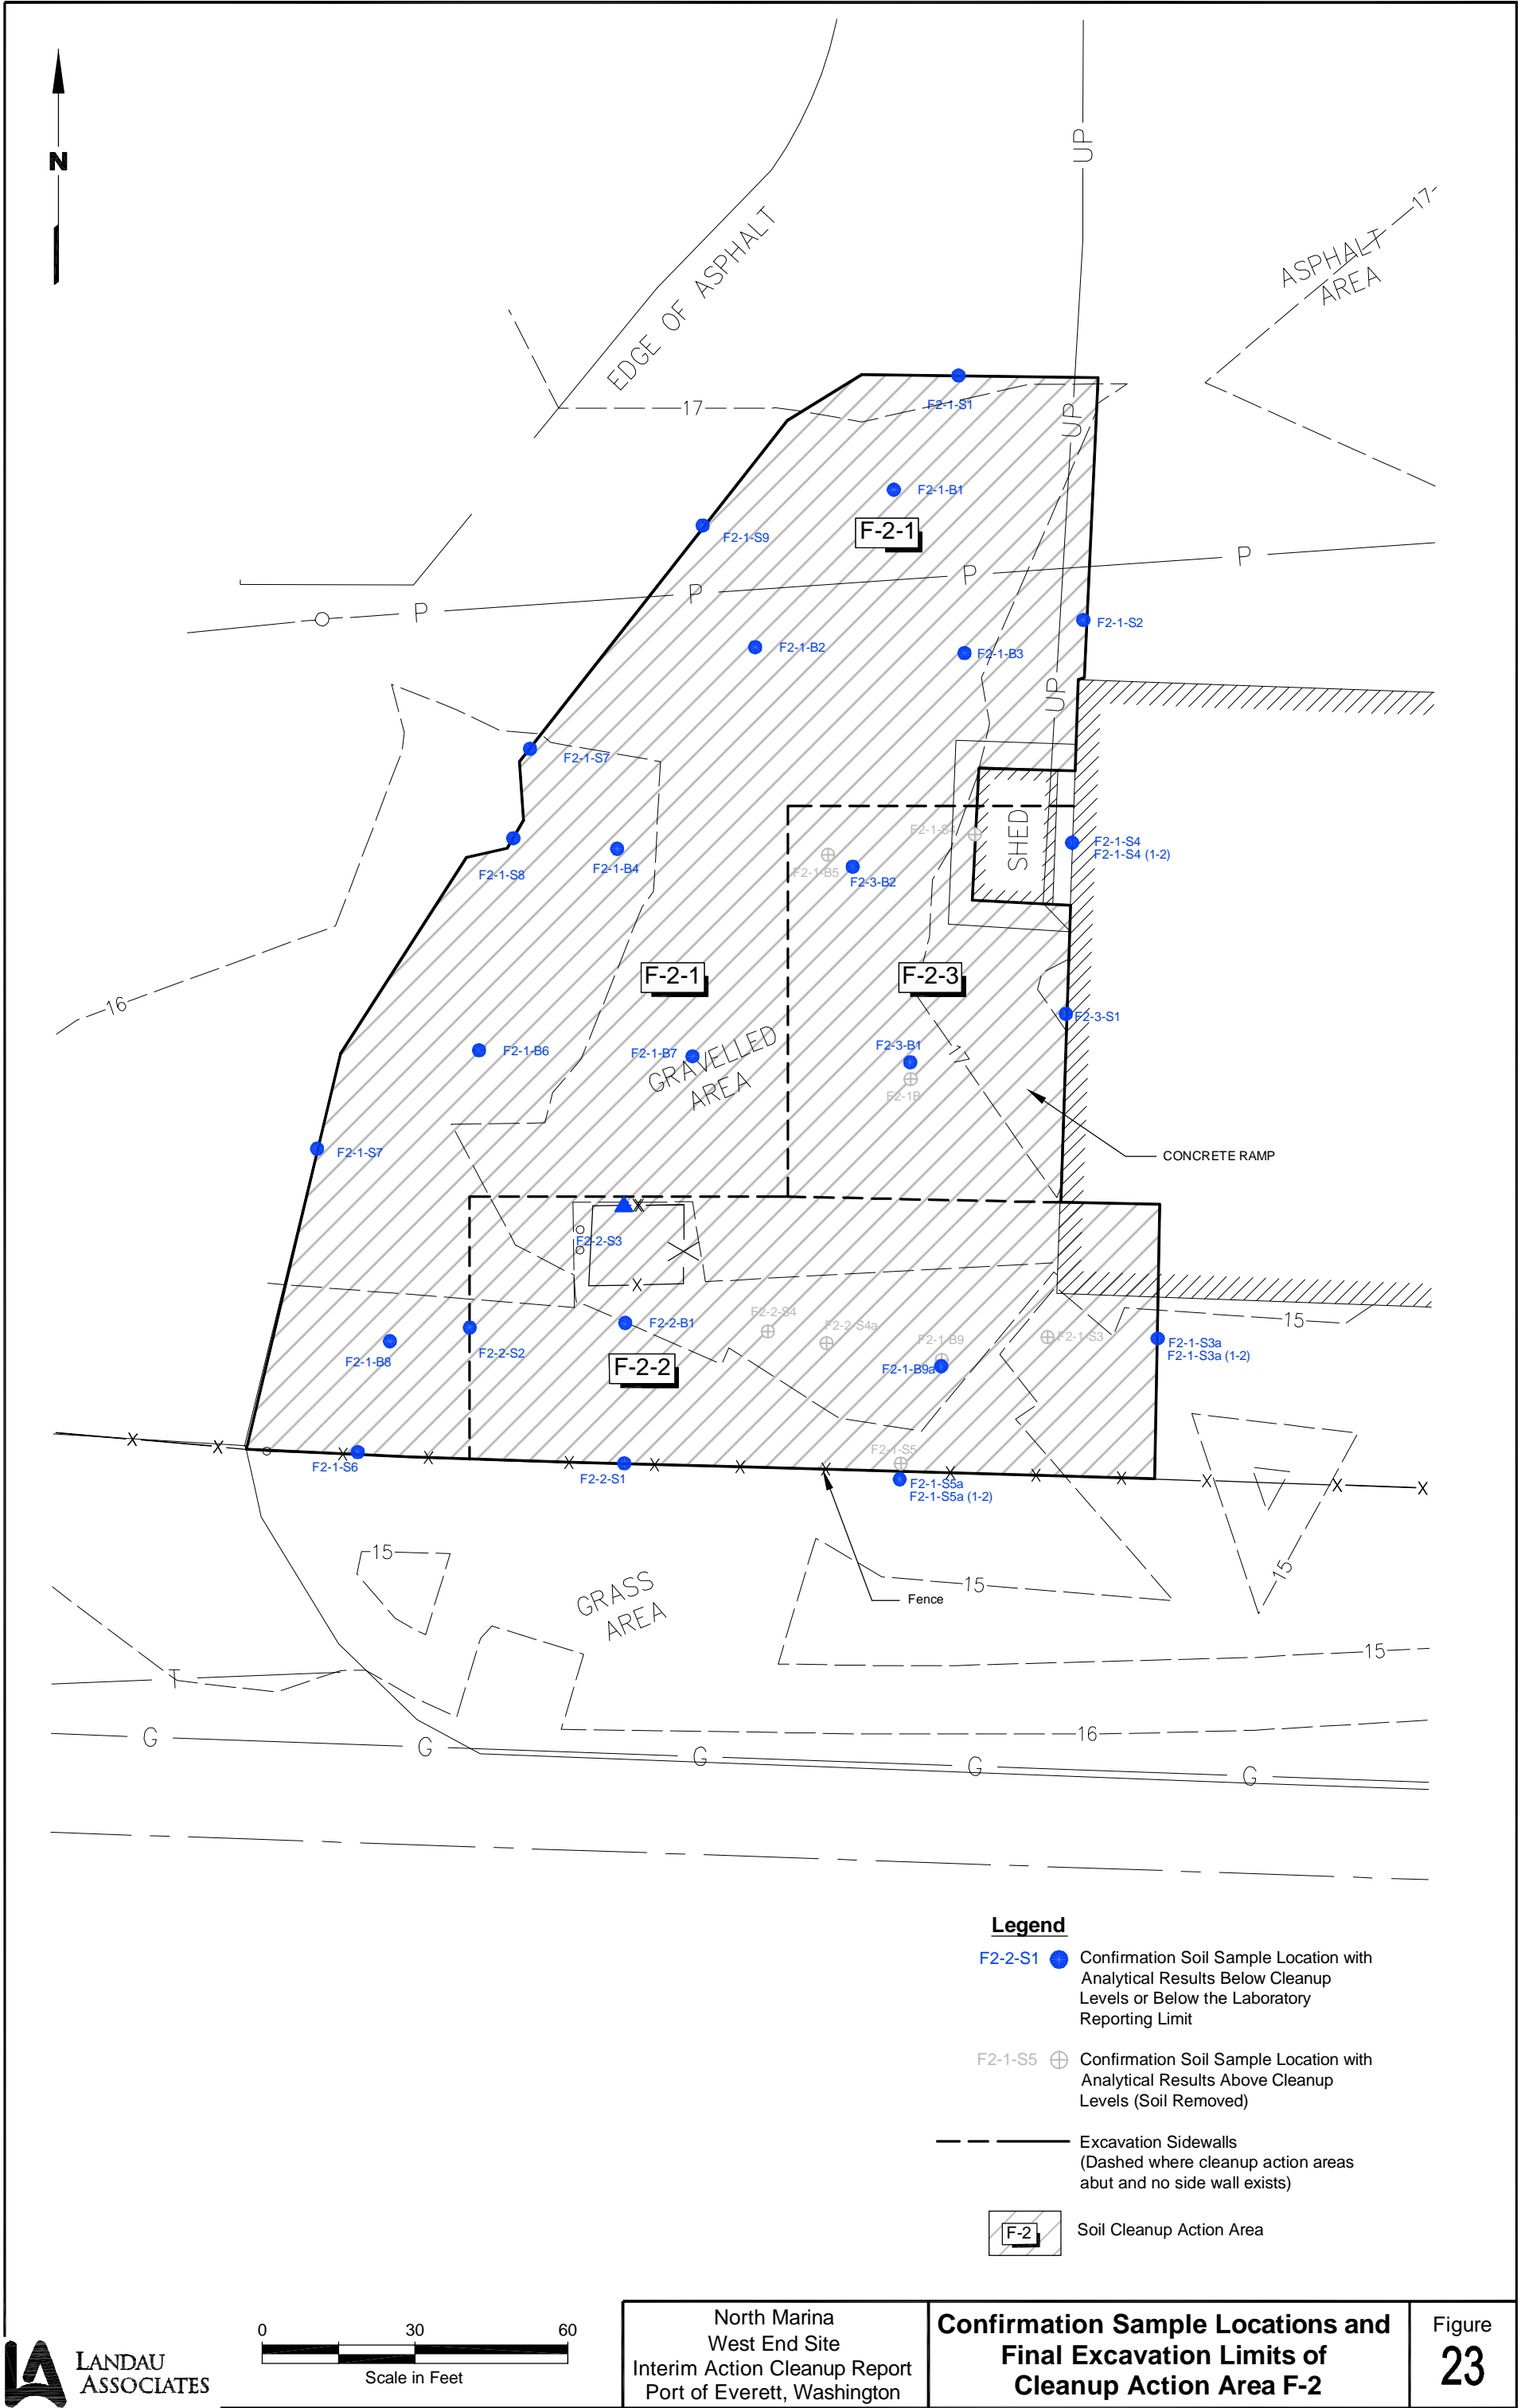 N
EDGE OF ASPHALT
UP
17
ASPHALT
AREA
17
F2-1-S1
UP
F2-1-B1
F-2-1
F2-1-S9
P
P
P
P
F2-1-S2
F2-1-B2
F2-1-B3
UP
F2-1-S7
F2-1-S4
SHED
F2-1-S4
F2-1-S4 (1-2)
F2-1-S8
F2-1-B4
F2-1-B5
F2-3-B2
F-2-1
F-2-3
16
F2-3-S1
F2-1-B6
F2-1-B7
GRAVELLED
AREA
F2-3-B1
17
F2-1B
F2-1-S7
CONCRETE RAMP
X
F2-2-S3
X
X
F2-2-S4
F2-2-B1
F2-2-S4a
F2-1-B9
F2-1-S3
15
F2-1-S3a
F2-1-S3a (1-2)
F2-1-B8
F2-2-S2
F-2-2
F2-1-B9a
X
X
X
X
X
X
X
X
X
X
X
X
X
X
F2-1-S5
F2-1-S6
F2-2-S1
F2-1-S5a
F2-1-S5a (1-2)
15
GRASS
AREA
Fence
15
15
15
T
16
G
G
G
G
G
Legend
F2-2-S1 Confirmation Soil Sample Location with
Analytical Results Below Cleanup
Levels or Below the Laboratory
Reporting Limit
F2-1-S5 Confirmation Soil Sample Location with
Analytical Results Above Cleanup
Levels (Soil Removed)
Excavation Sidewalls
(Dashed where cleanup action areas
abut and no side wall exists)
F-2 Soil Cleanup Action Area
LA LANDAU
ASSOCIATES
0 30 60
Scale in Feet
North Marina
West End Site
Interim Action Cleanup Report
Port of Everett, Washington
Confirmation Sample Locations and
Final Excavation Limits of
Cleanup Action Area F-2
Figure
23